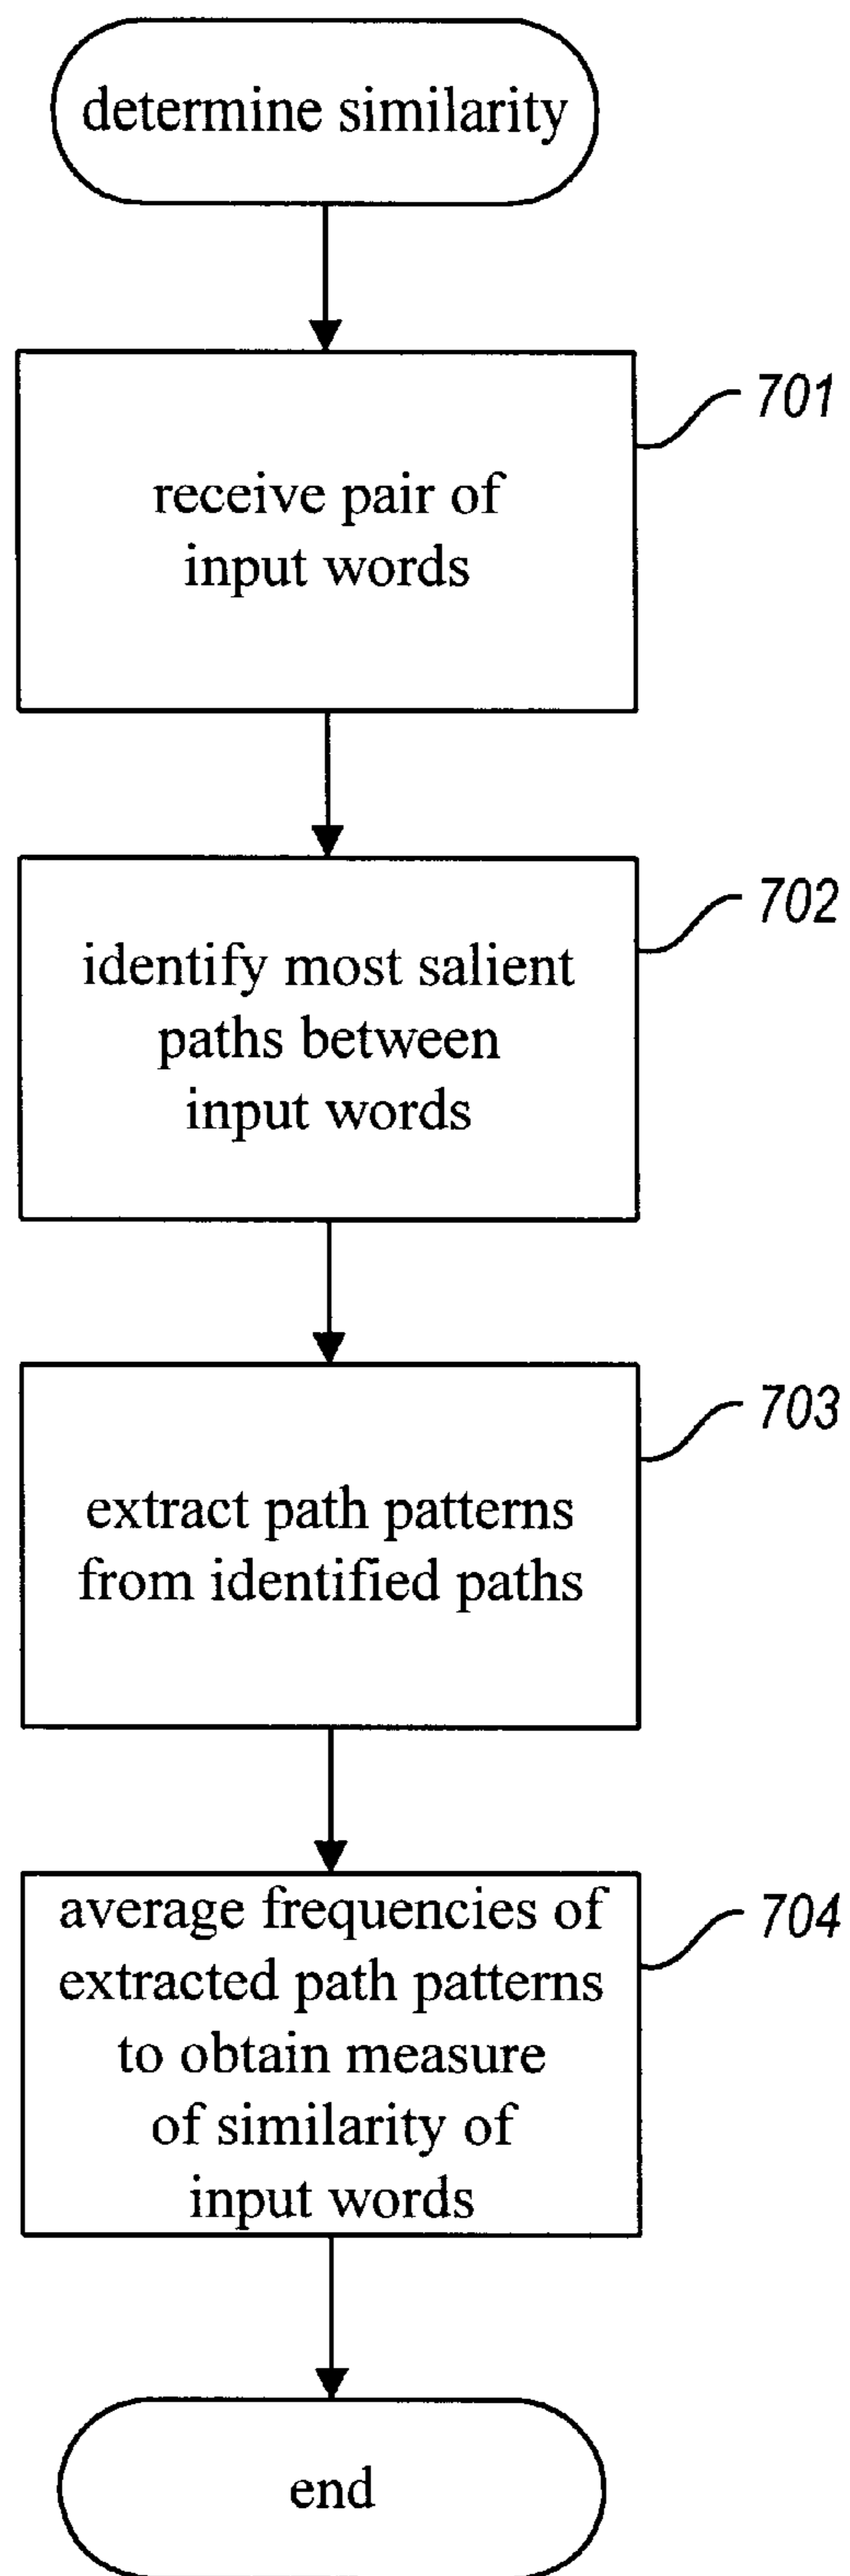 determine similarity
701
receive pair of
input words
702
identify most salient
paths between
input words
703
extract path patterns
from identified paths
704
average frequencies of
extracted path patterns
to obtain measure
of similarity of
input words
end